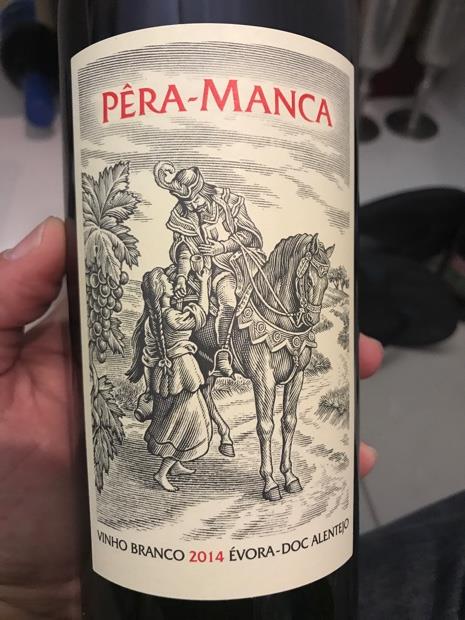 PÊRA-MANCA
VINHO BRANCO 2014 ÉVORA-DOC ALENTEJO